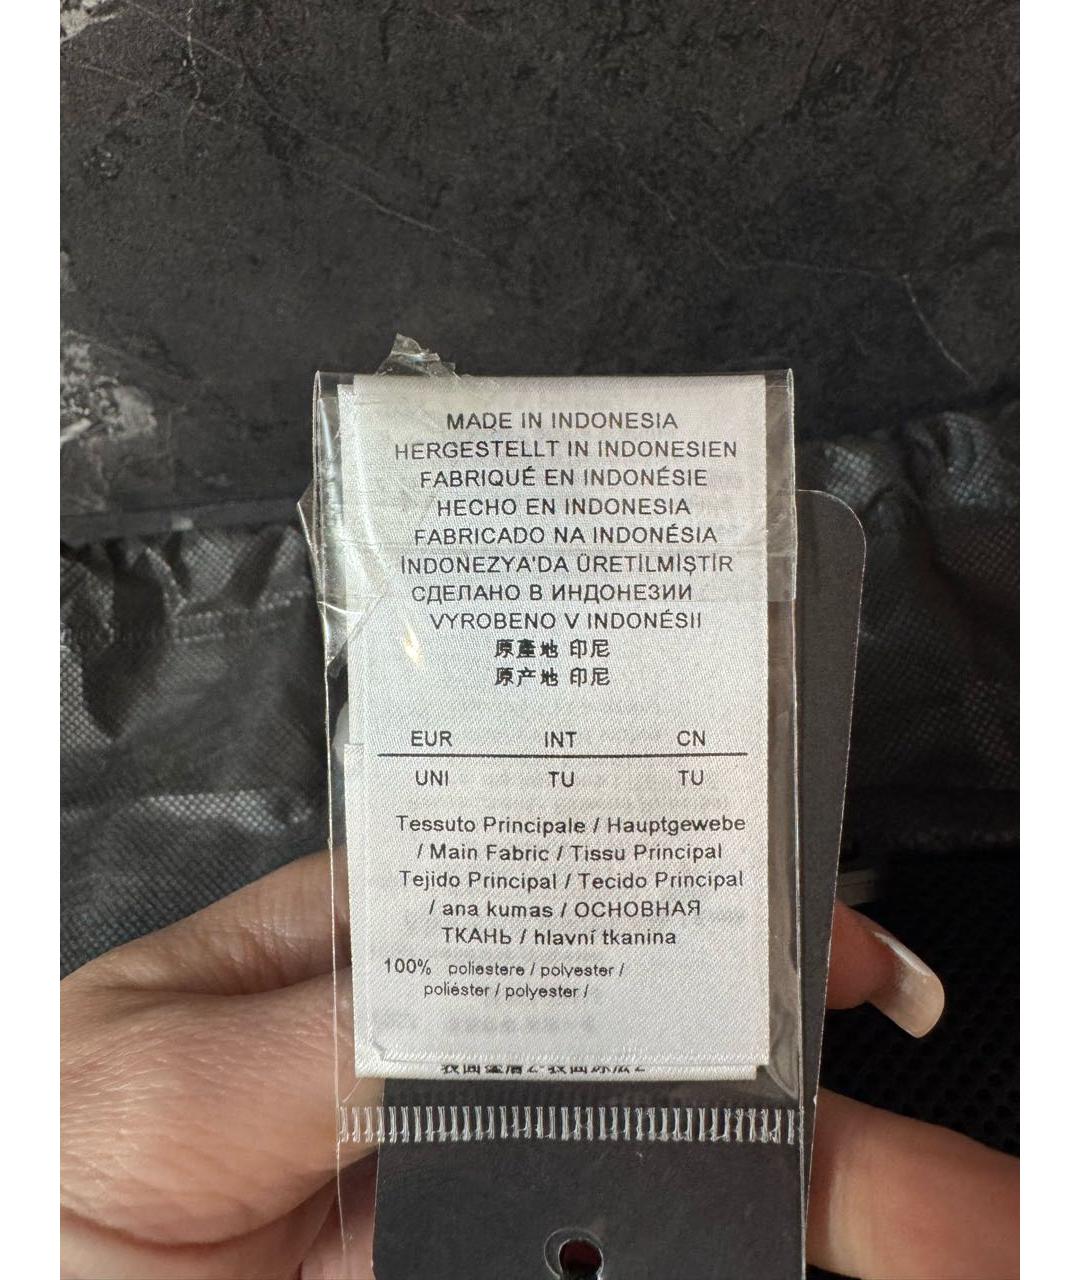 MADE IN INDONESIA
HERGESTELLT IN INDONESIEN
FABRIQUÉ EN INDONÉSIE
HECHO EN INDONESIA
FABRICADO NA INDONÉSIA
İNDONEZYA'DA ÜRETİLMİŞTİR
СДЕЛАНО В ИНДОНЕЗИИ
VYROBENO V INDONÉSII
原產地 印尼
原产地 印尼
EUR INT CN
UNI TU TU
Tessuto Principale / Hauptgewebe
/ Main Fabric / Tissu Principal
Tejido Principal / Tecido Principal
/ ana kumas / ОСНОВНАЯ
ТКАНЬ / hlavní tkanina
100% poliestere / polyester /
poliéster / polyester /